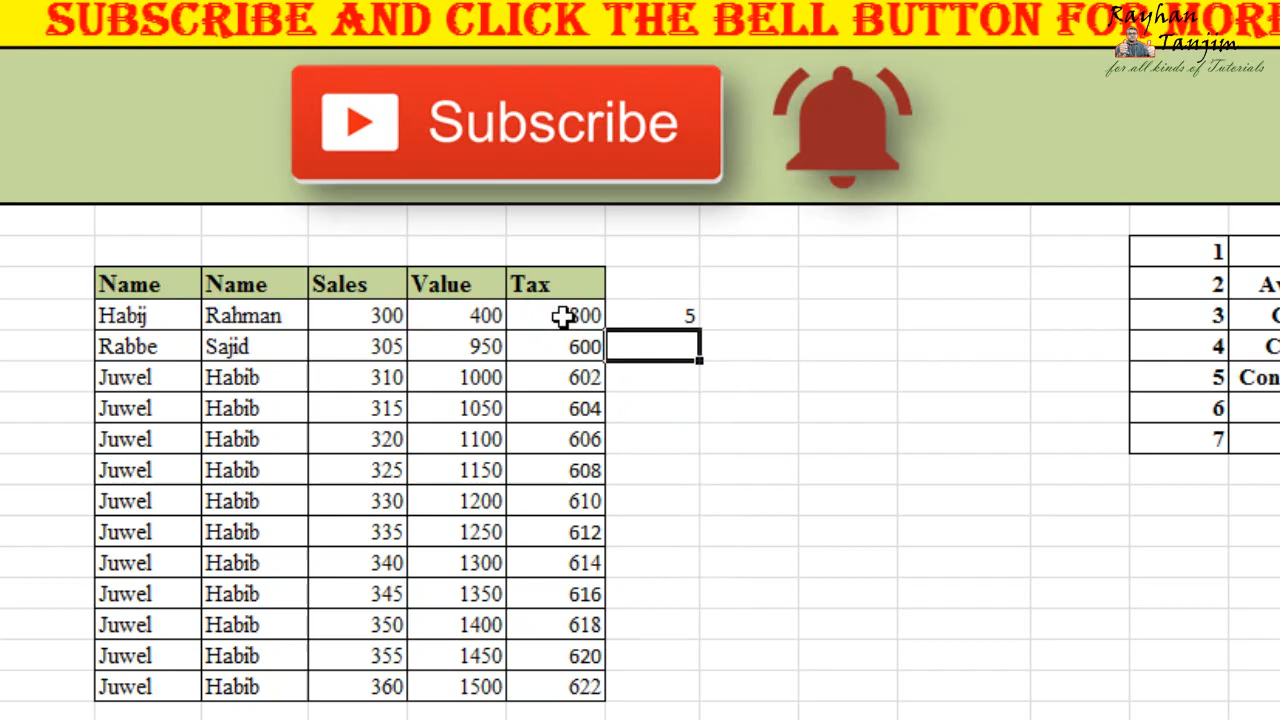 SUBSCRIBE AND CLICK THE BELL BUTTON FOR MORE
Rayhan
Tanjim
for all kinds of Tutorials
Subscribe
1
Name Name Sales Value Tax 2
Habij Rahman 300 400 5 3
Rabbe Sajid 305 950 600 4
Juwel Habib 310 1000 602 5
Juwel Habib 315 1050 604 6
Juwel Habib 320 1100 606 7
Juwel Habib 325 1150 608
Juwel Habib 330 1200 610
Juwel Habib 335 1250 612
Juwel Habib 340 1300 614
Juwel Habib 345 1350 616
Juwel Habib 350 1400 618
Juwel Habib 355 1450 620
Juwel Habib 360 1500 622